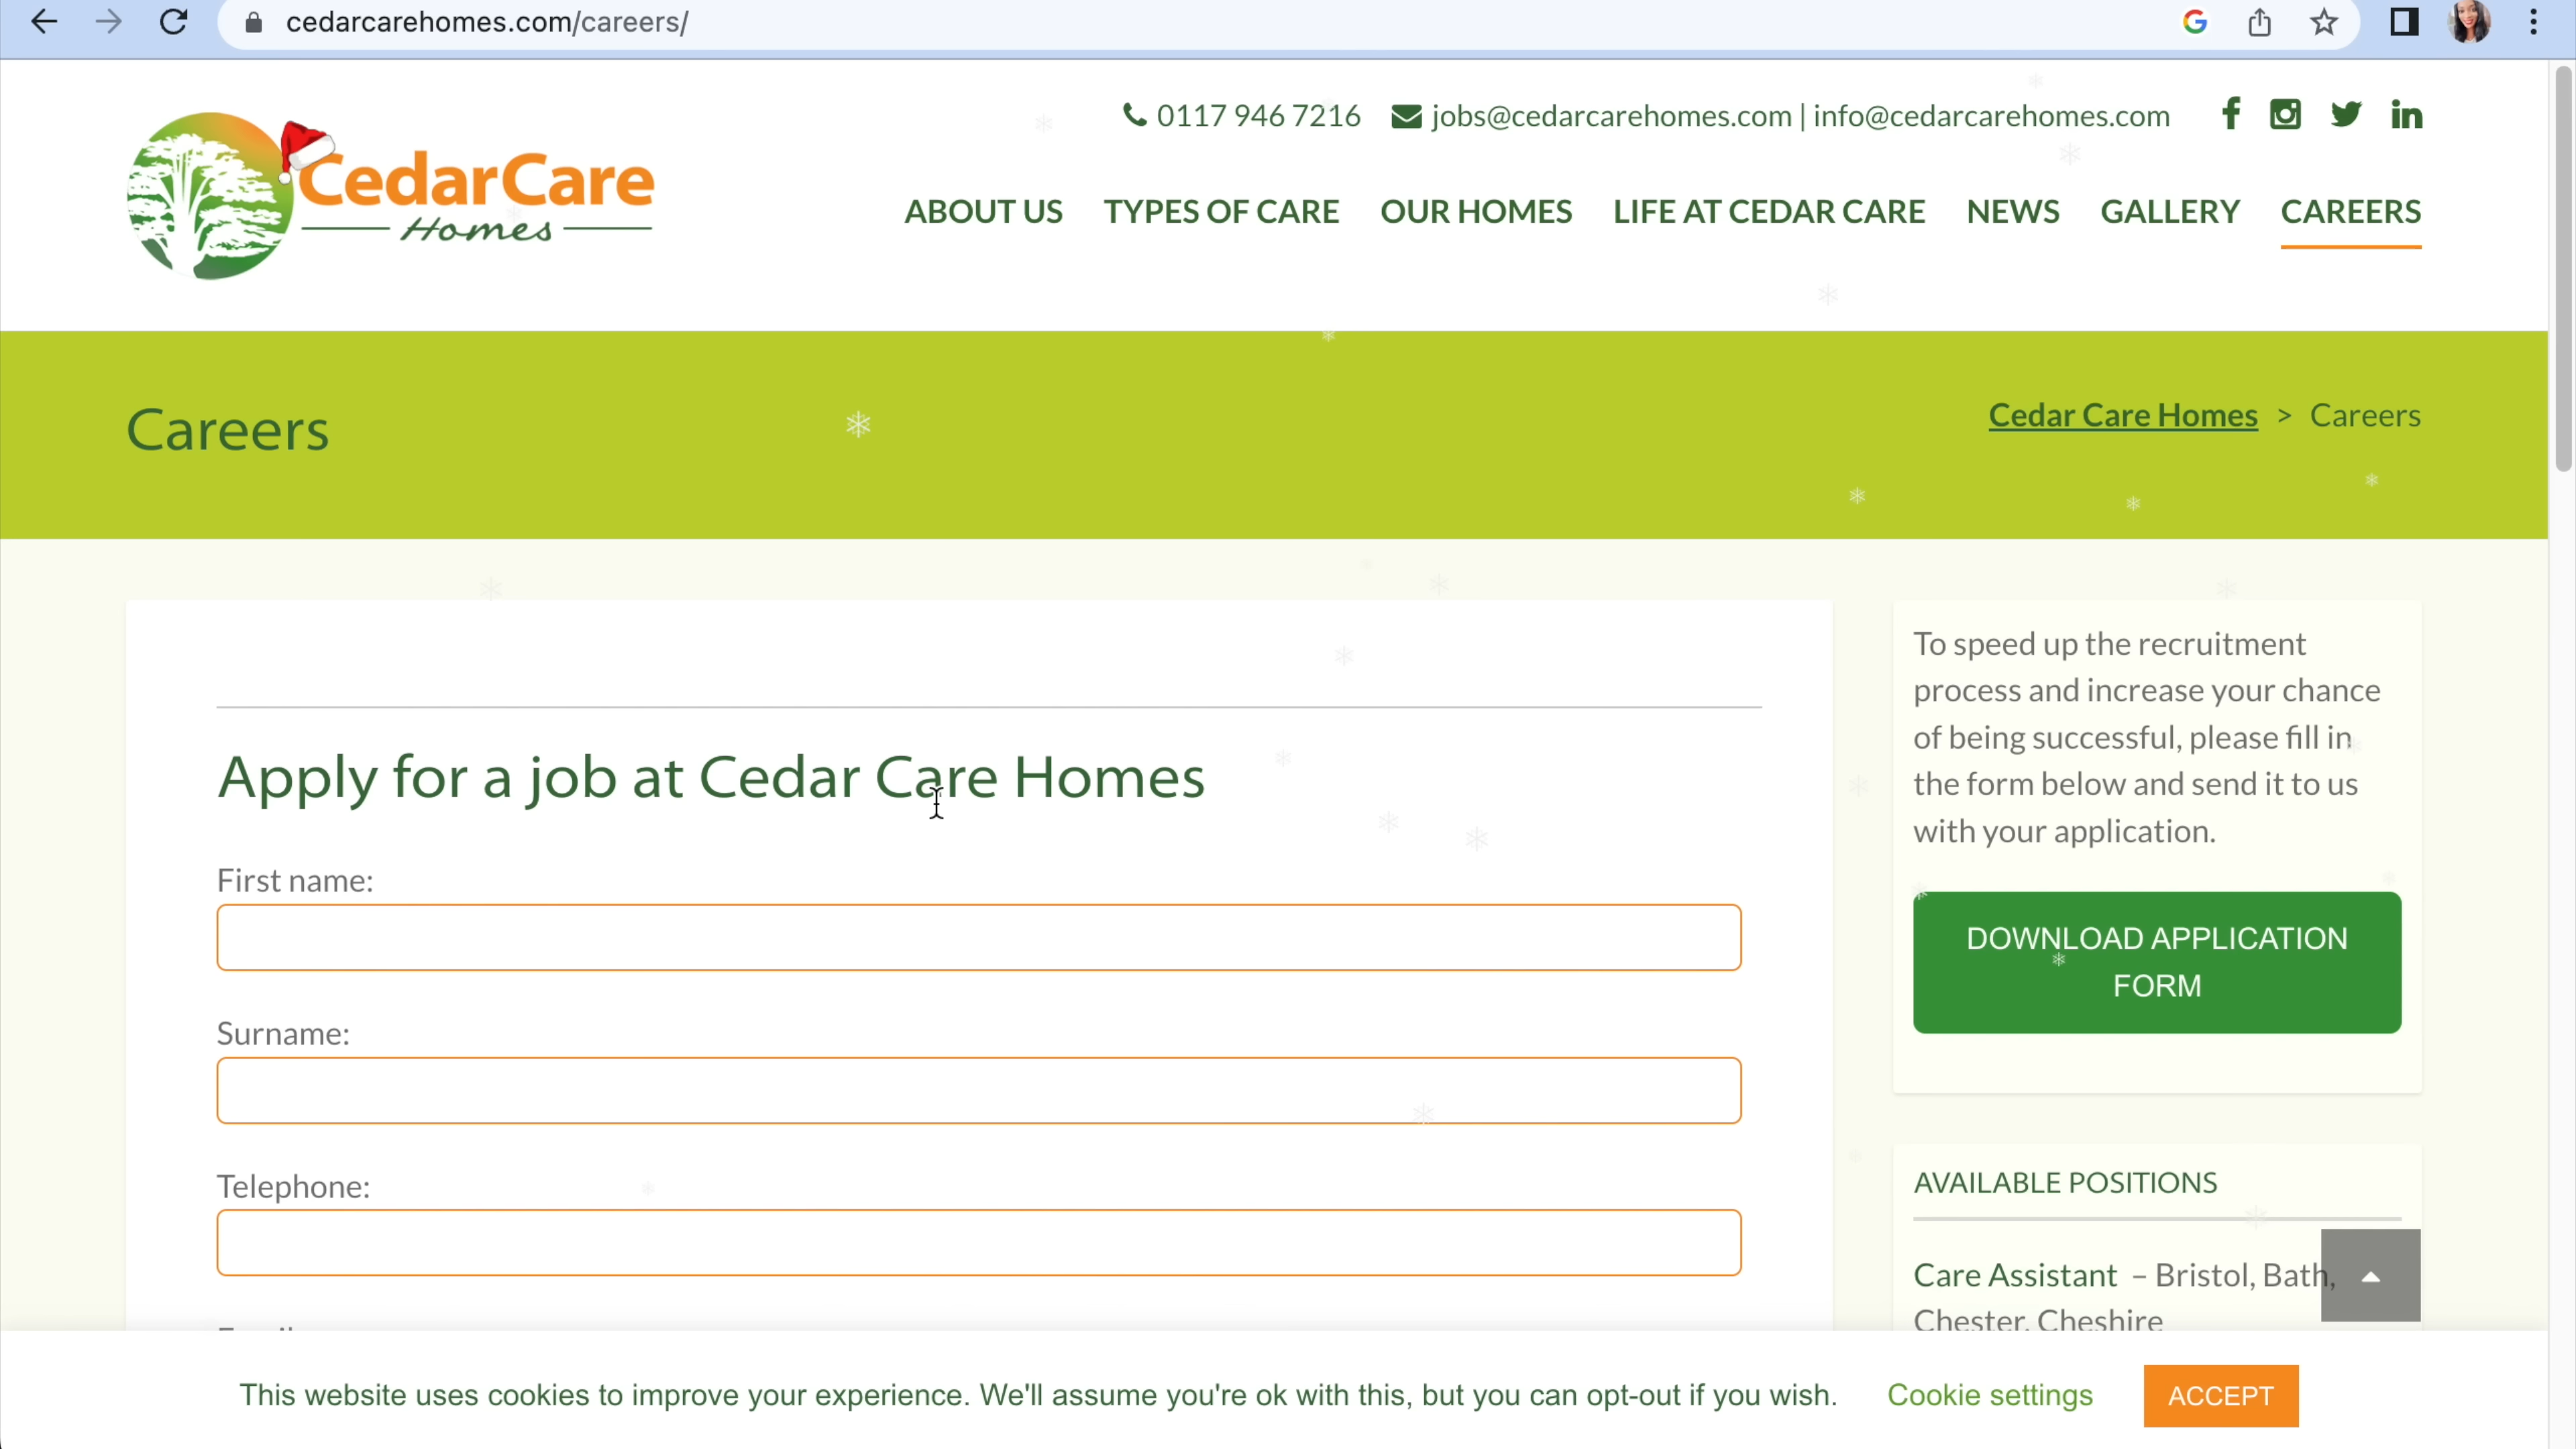 cedarcarehomes.com/careers/
0117 946 7216 jobs@cedarcarehomes.com | info@cedarcarehomes.com
CedarCare
Homes
ABOUT US TYPES OF CARE OUR HOMES LIFE AT CEDAR CARE NEWS GALLERY CAREERS
Careers
Cedar Care Homes > Careers
Apply for a job at Cedar Care Homes
First name:
Surname:
Telephone:
To speed up the recruitment
process and increase your chance
of being successful, please fill in
the form below and send it to us
with your application.
DOWNLOAD APPLICATION
FORM
AVAILABLE POSITIONS
Care Assistant – Bristol, Bath,
Chester, Cheshire
This website uses cookies to improve your experience. We'll assume you're ok with this, but you can opt-out if you wish. Cookie settings ACCEPT